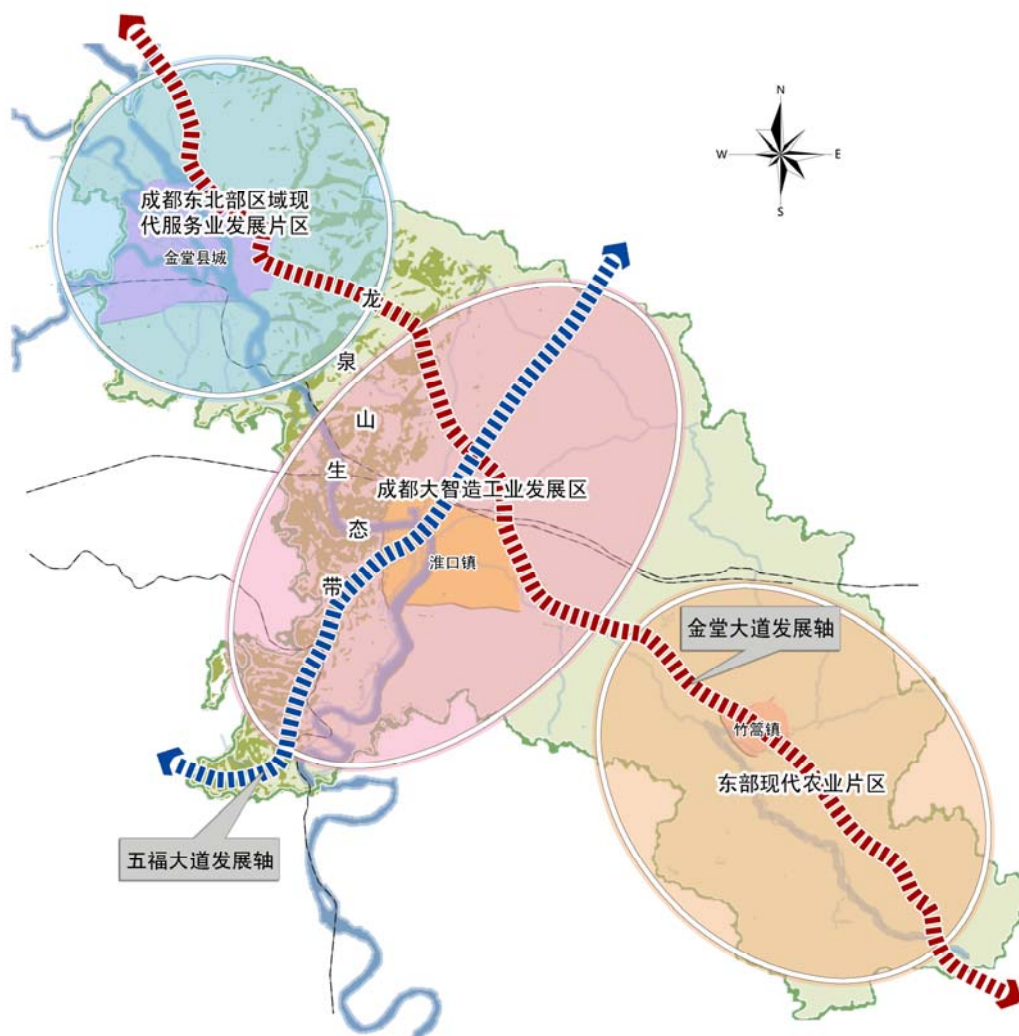 N
W
E
S
成都东北部区域现
代服务业发展片区
金堂县城
龙
泉
山
生
态
带
成都大智造工业发展区
淮口镇
金堂大道发展轴
竹篙镇
东部现代农业片区
五福大道发展轴